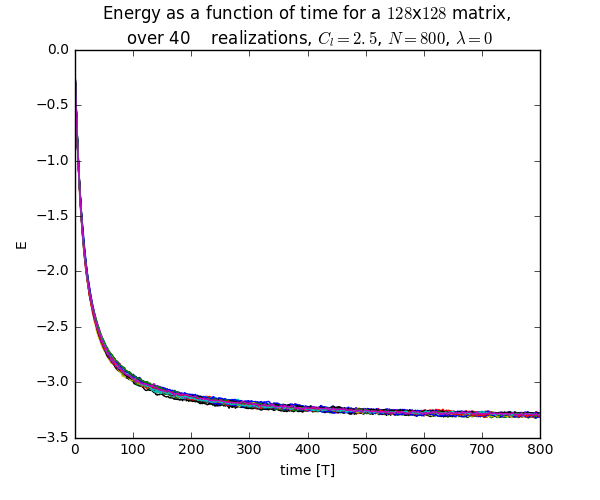 Energy as a function of time for a 128x128 matrix,
over 40 realizations, C_l = 2.5, N = 800, λ = 0
0.0
−0.5
−1.0
−1.5
−2.0
−2.5
−3.0
−3.5
E
0 100 200 300 400 500 600 700 800
time [T]